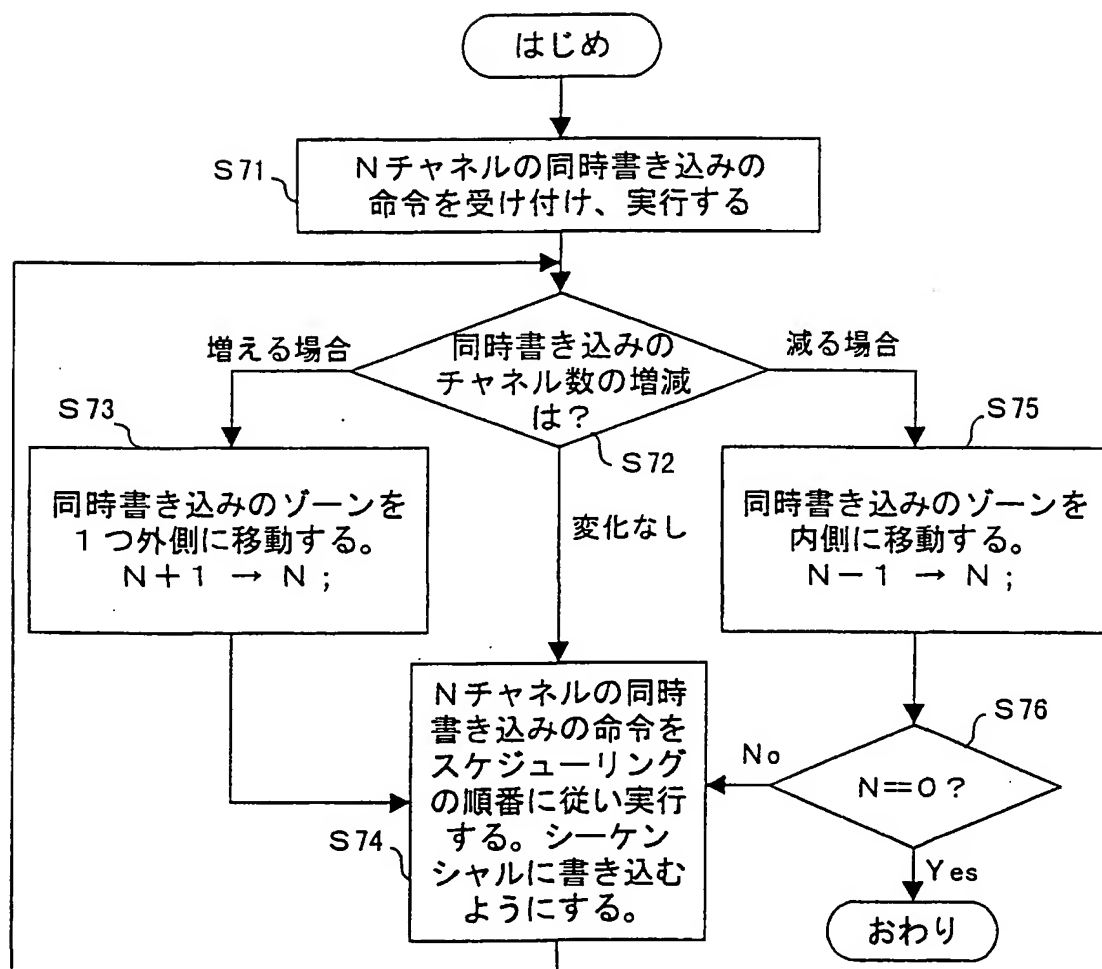 はじめ
S71
Nチャネルの同時書き込みの
命令を受け付け、実行する
増える場合
同時書き込みの
チャネル数の増減
は？
減る場合
S72
S73
同時書き込みのゾーンを
1つ外側に移動する。
N+1 → N ;
変化なし
S75
同時書き込みのゾーンを
内側に移動する。
N−1 → N ;
S74
Nチャネルの同時
書き込みの命令を
スケジューリング
の順番に従い実行
する。シーケン
シャルに書き込む
ようにする。
S76
N==0？
No
Yes
おわり